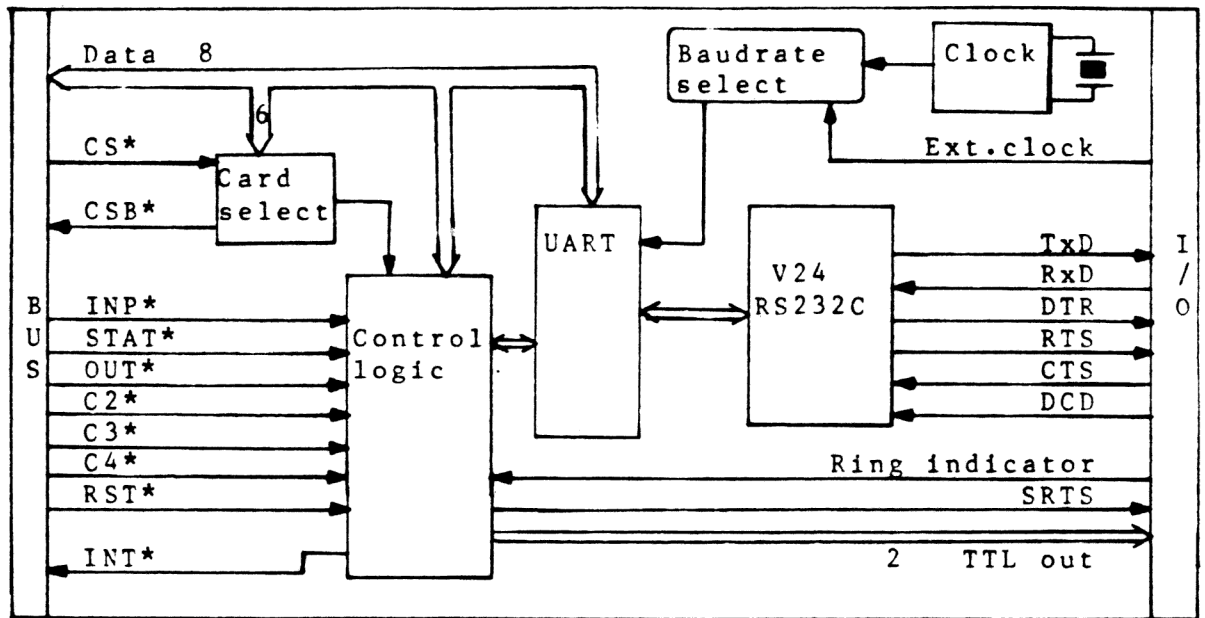 Data 8
Baudrate
select
Clock
6
CS*
Ext.clock
Card
select
CSB*
UART
TxD
V24
RS232C
RxD
DTR
RTS
CTS
DCD
I
/
O
B
U
S
INP*
STAT*
OUT*
C2*
C3*
C4*
RST*
INT*
Control
logic
Ring indicator
SRTS
2 TTL out